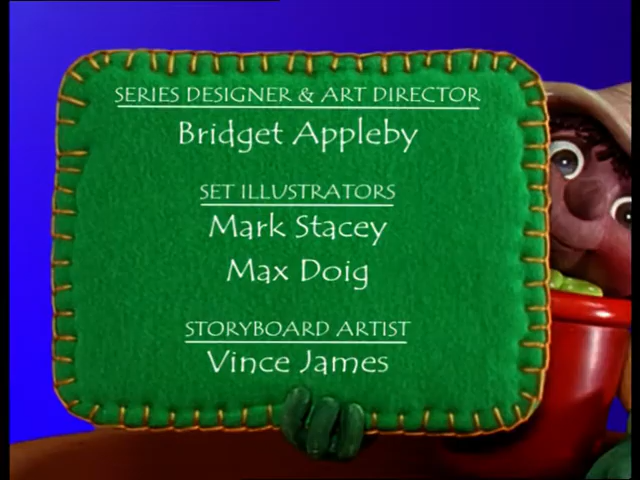 SERIES DESIGNER & ART DIRECTOR
Bridget Appleby
SET ILLUSTRATORS
Mark Stacey
Max Doig
STORYBOARD ARTIST
Vince James